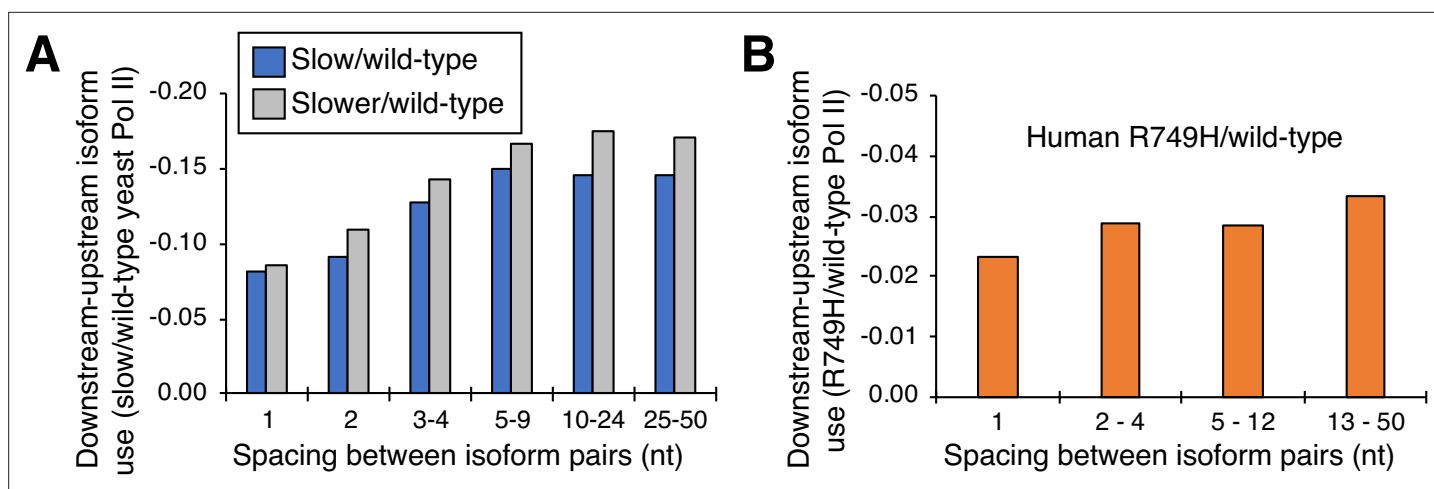 A
Downstream-upstream isoform
use (slow/wild-type yeast Pol II)
Slow/wild-type
Slower/wild-type
-0.20
-0.15
-0.10
-0.05
0.00
1 2 3-4 5-9 10-24 25-50
Spacing between isoform pairs (nt)
B
Downstream-upstream isoform
use (R749H/wild-type Pol II)
Human R749H/wild-type
-0.05
-0.04
-0.03
-0.02
-0.01
0.00
1 2 - 4 5 - 12 13 - 50
Spacing between isoform pairs (nt)